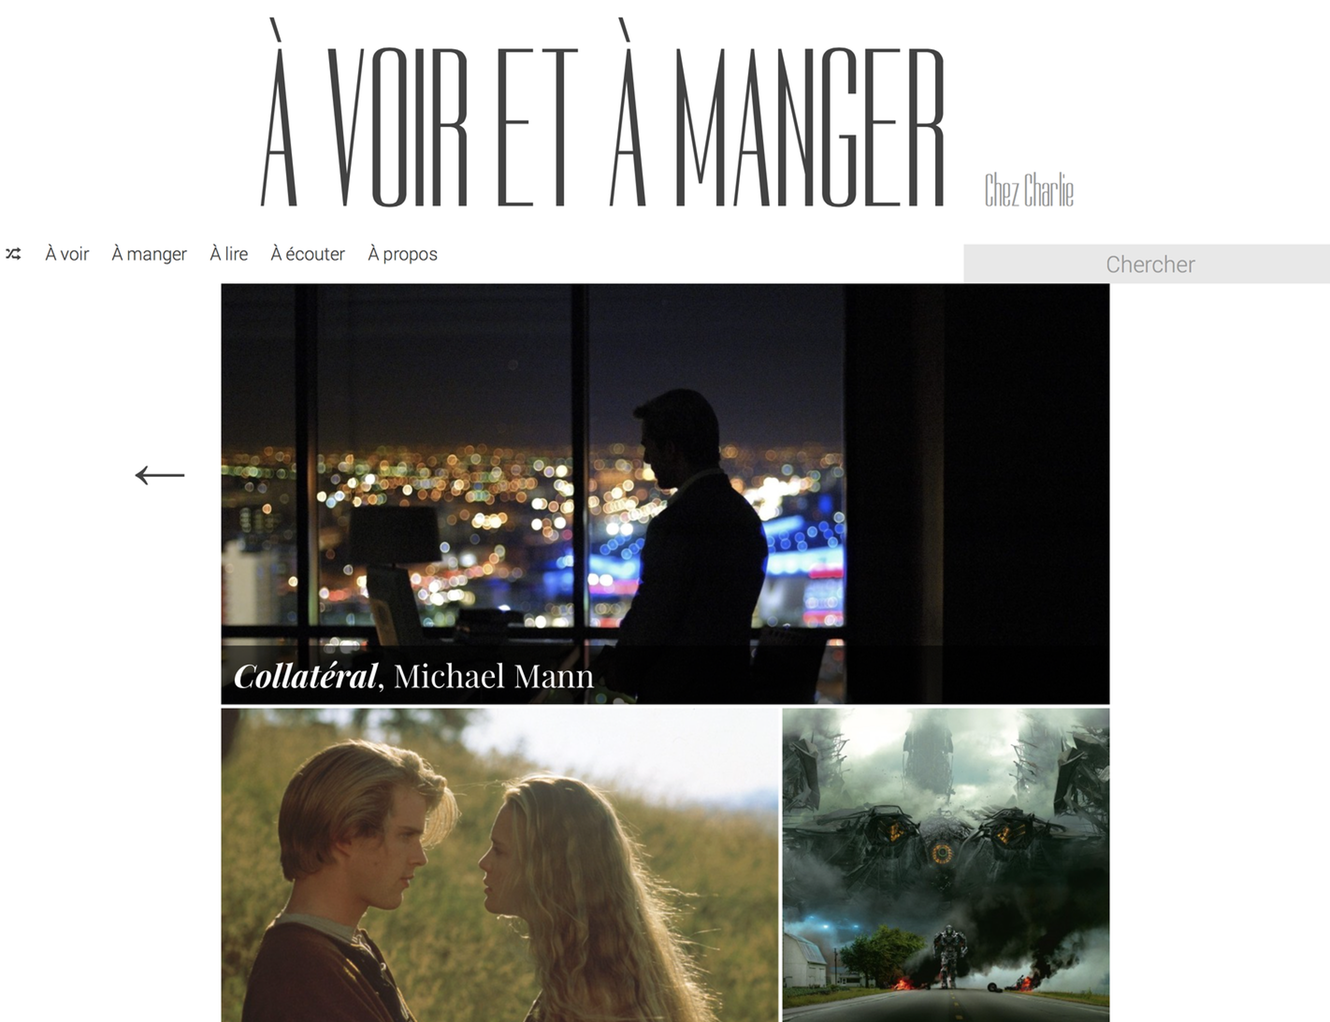 À VOIR ET À MANGER
Chez Charlie
À voir À manger À lire À écouter À propos
Chercher
Collatéral, Michael Mann